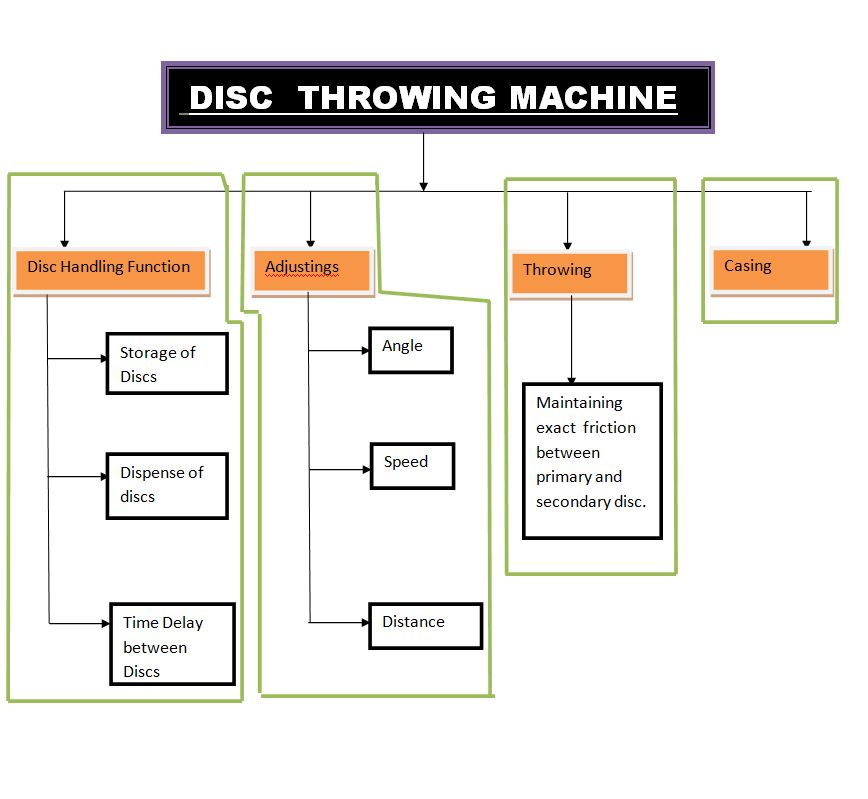 DISC THROWING MACHINE
Disc Handling Function
Storage of
Discs
Dispense of
discs
Time Delay
between
Discs
Adjustings
Angle
Speed
Distance
Throwing
Maintaining
exact friction
between
primary and
secondary disc.
Casing